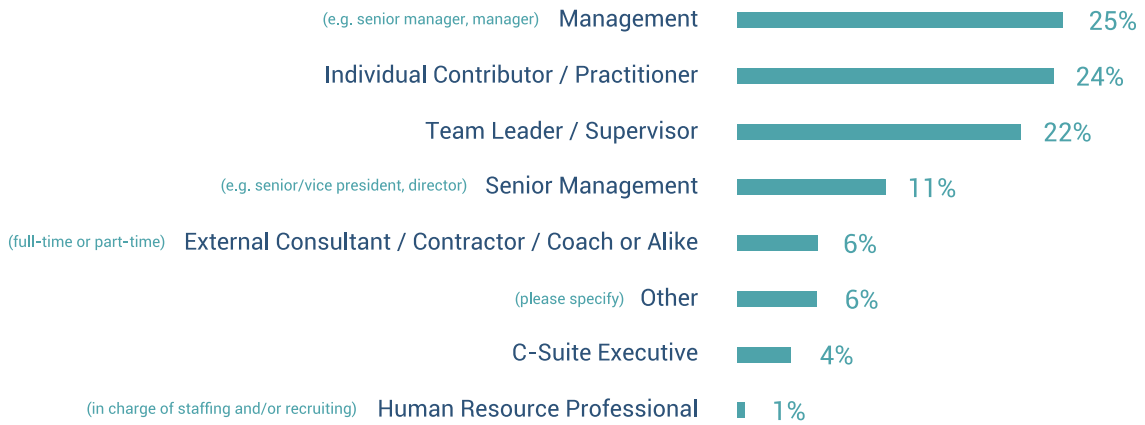 (e.g. senior manager, manager) Management 25%
Individual Contributor / Practitioner 24%
Team Leader / Supervisor 22%
(e.g. senior/vice president, director) Senior Management 11%
(full-time or part-time) External Consultant / Contractor / Coach or Alike 6%
(please specify) Other 6%
C-Suite Executive 4%
(in charge of staffing and/or recruiting) Human Resource Professional 1%